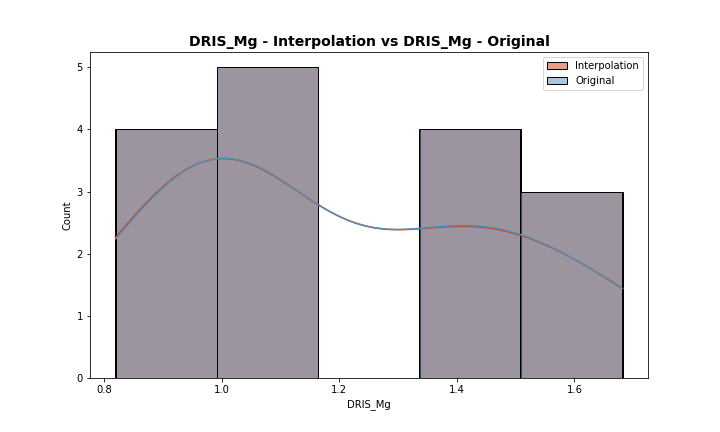 DRIS_Mg - Interpolation vs DRIS_Mg - Original
Interpolation
Original
5
4
3
2
1
0
Count
0.8
1.0
1.2
1.4
1.6
DRIS_Mg